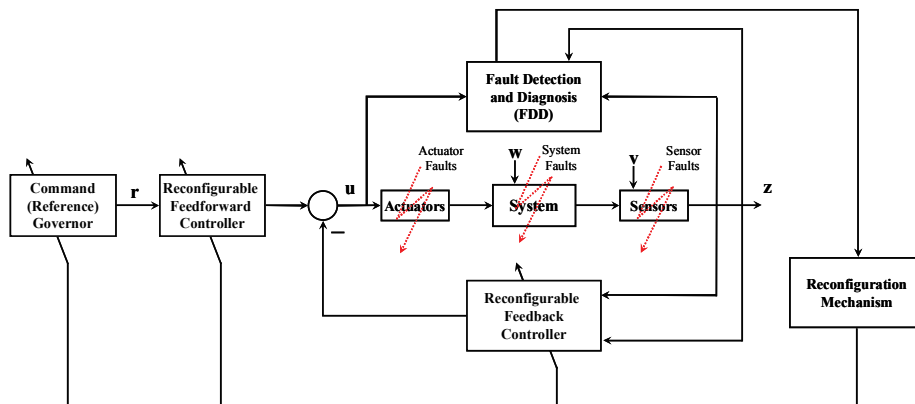 Fault Detection
and Diagnosis
(FDD)
Actuator
Faults
w
System
Faults
v
Sensor
Faults
Command
(Reference)
Governor
r
Reconfigurable
Feedforward
Controller
u
Actuators
System
Sensors
z
–
Reconfigurable
Feedback
Controller
Reconfiguration
Mechanism